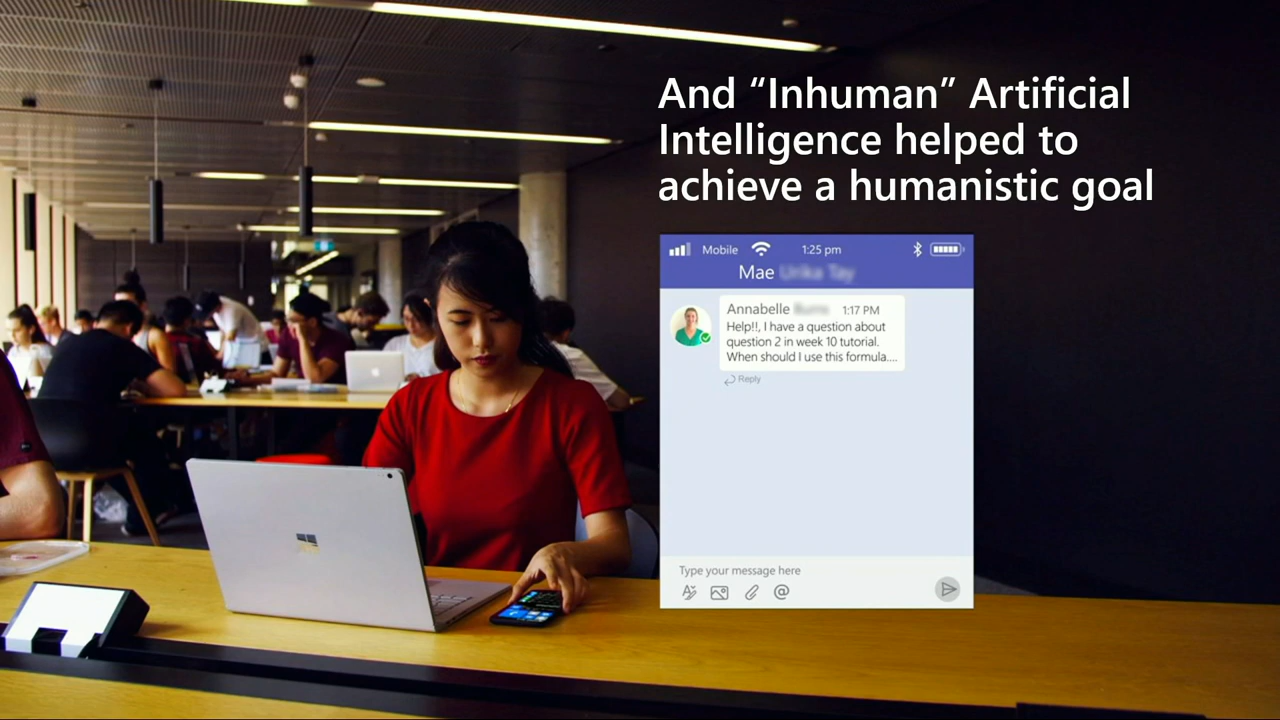 And “Inhuman” Artificial
Intelligence helped to
achieve a humanistic goal
Mobile 1:25 pm
Mae
Annabelle 1:17 PM
Help!!, I have a question about
question 2 in week 10 tutorial.
When should I use this formula....
Reply
Type your message here